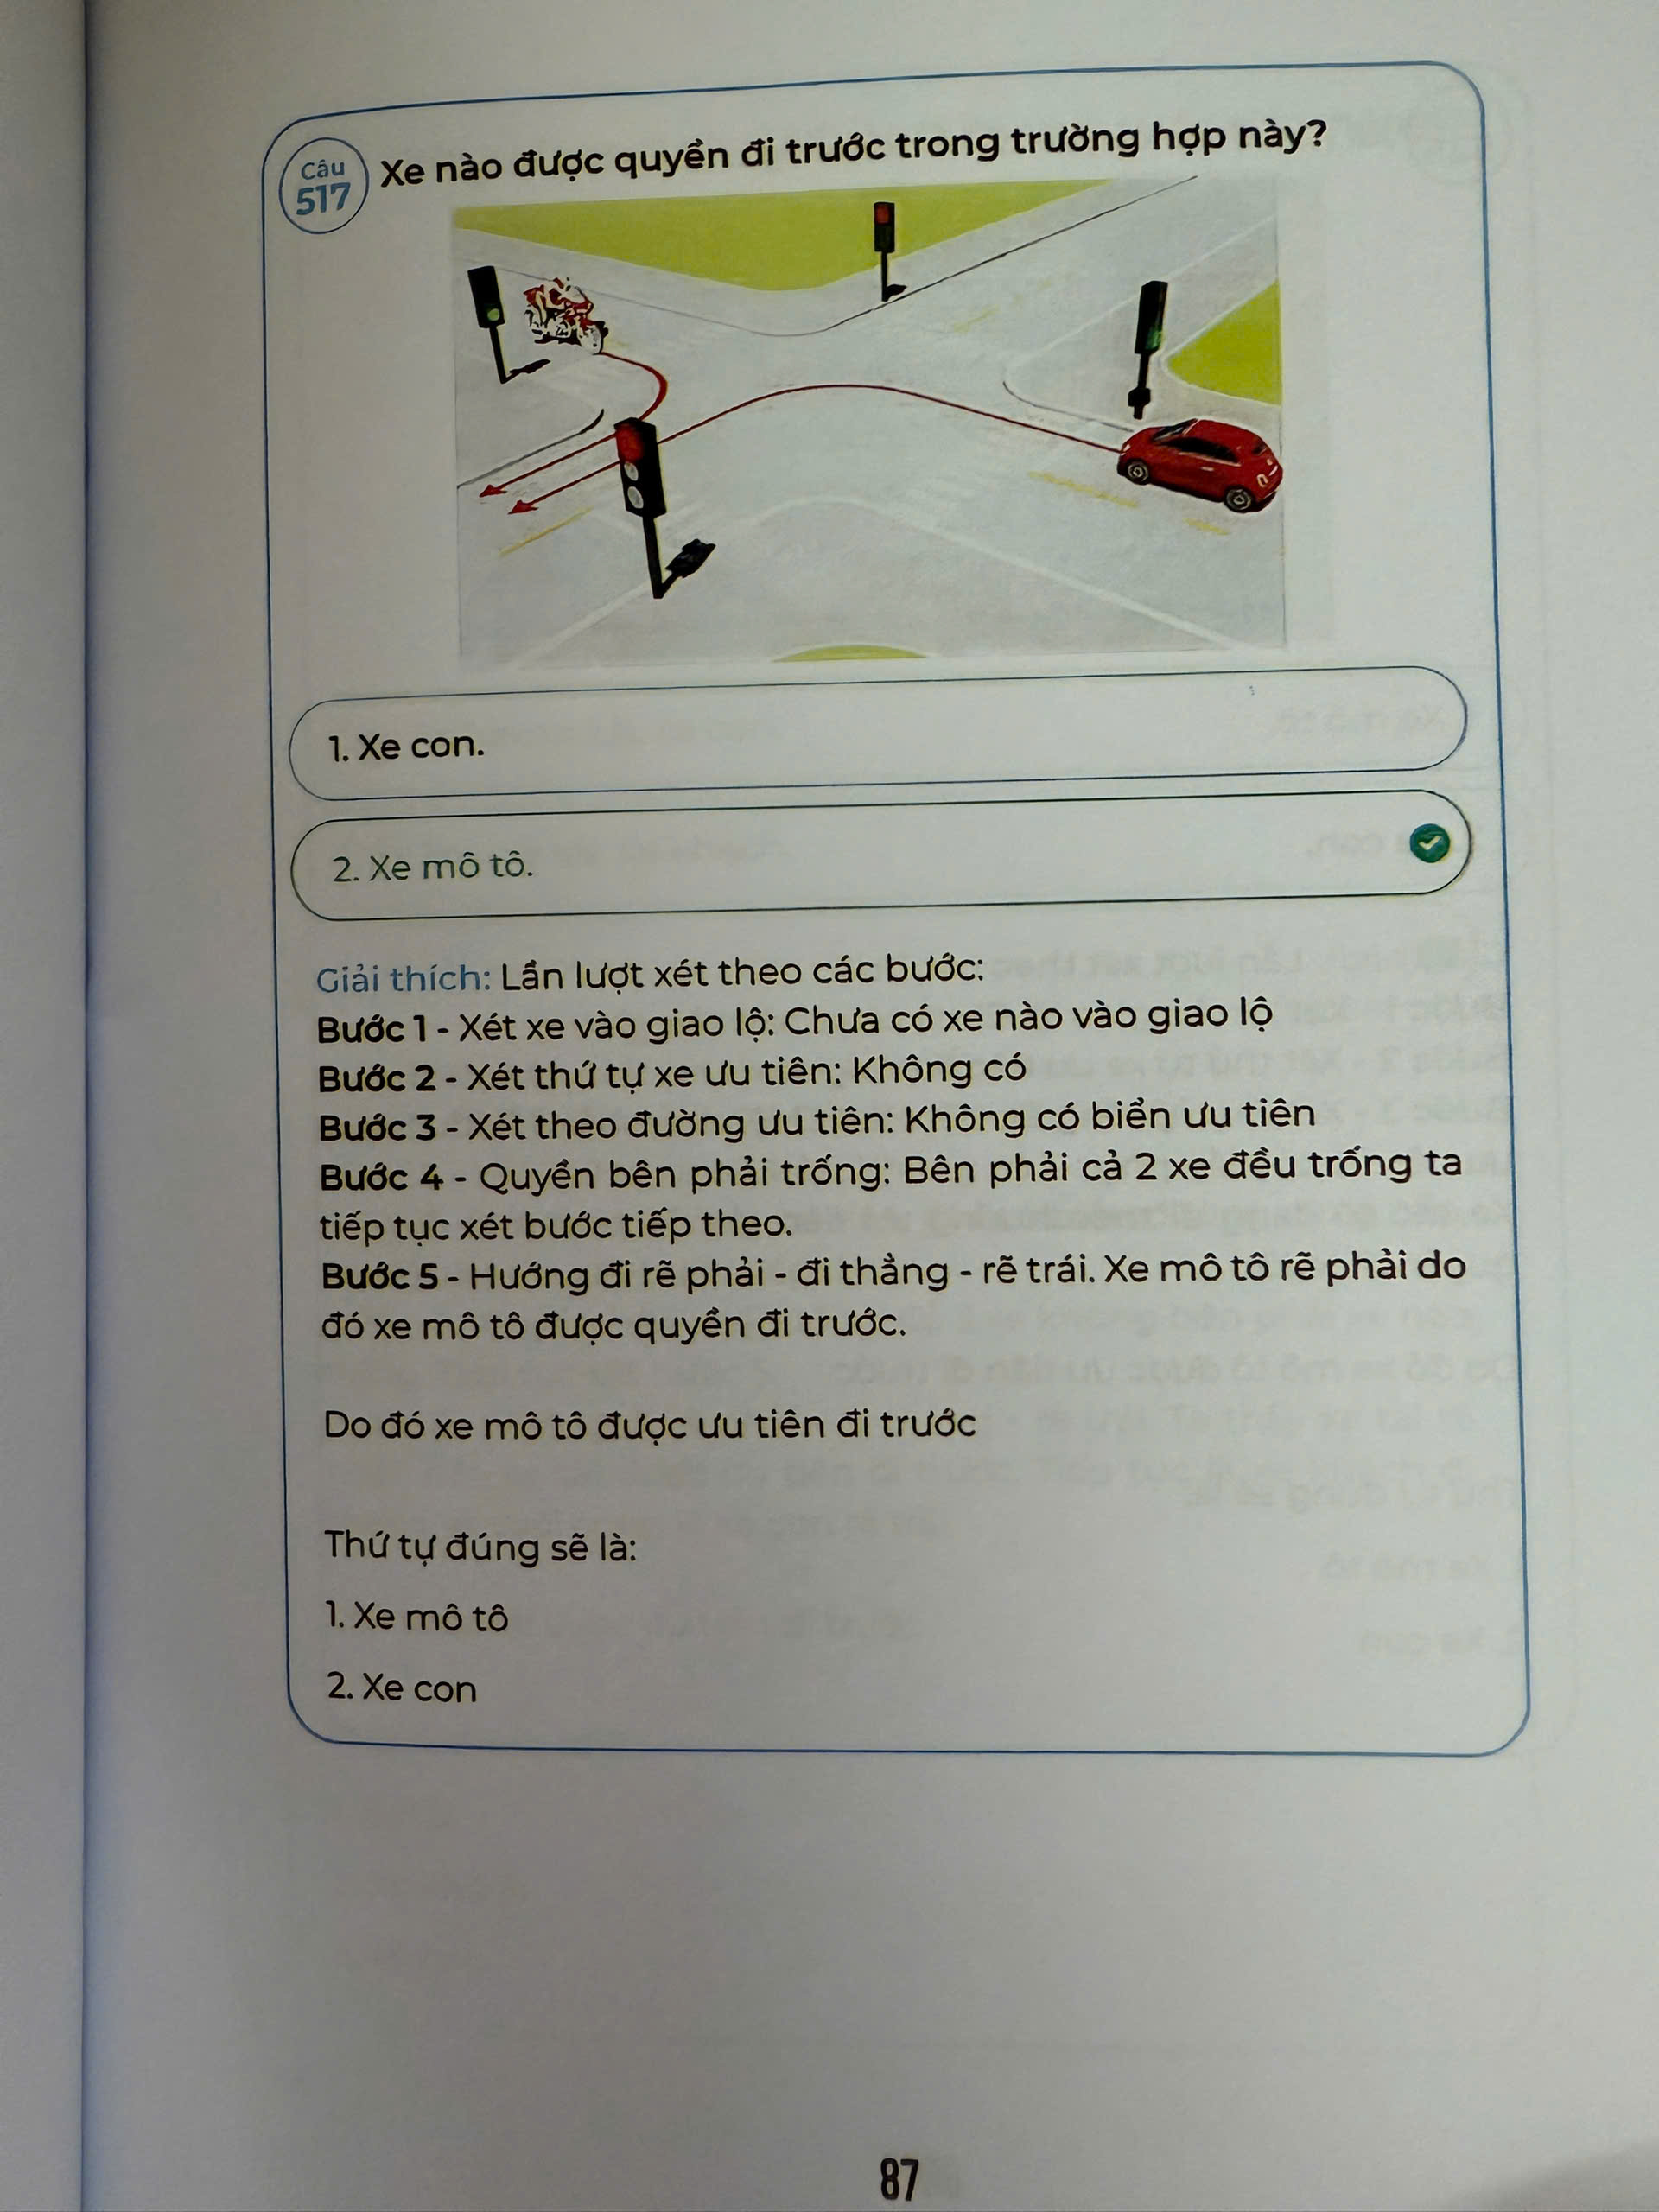 Câu
517
Xe nào được quyền đi trước trong trường hợp này?
1. Xe con.
2. Xe mô tô.
Giải thích: Lần lượt xét theo các bước:
Bước 1 - Xét xe vào giao lộ: Chưa có xe nào vào giao lộ
Bước 2 - Xét thứ tự xe ưu tiên: Không có
Bước 3 - Xét theo đường ưu tiên: Không có biển ưu tiên
Bước 4 - Quyền bên phải trống: Bên phải cả 2 xe đều trống ta
tiếp tục xét bước tiếp theo.
Bước 5 - Hướng đi rẽ phải - đi thẳng - rẽ trái. Xe mô tô rẽ phải do
đó xe mô tô được quyền đi trước.
Do đó xe mô tô được ưu tiên đi trước
Thứ tự đúng sẽ là:
1. Xe mô tô
2. Xe con
87